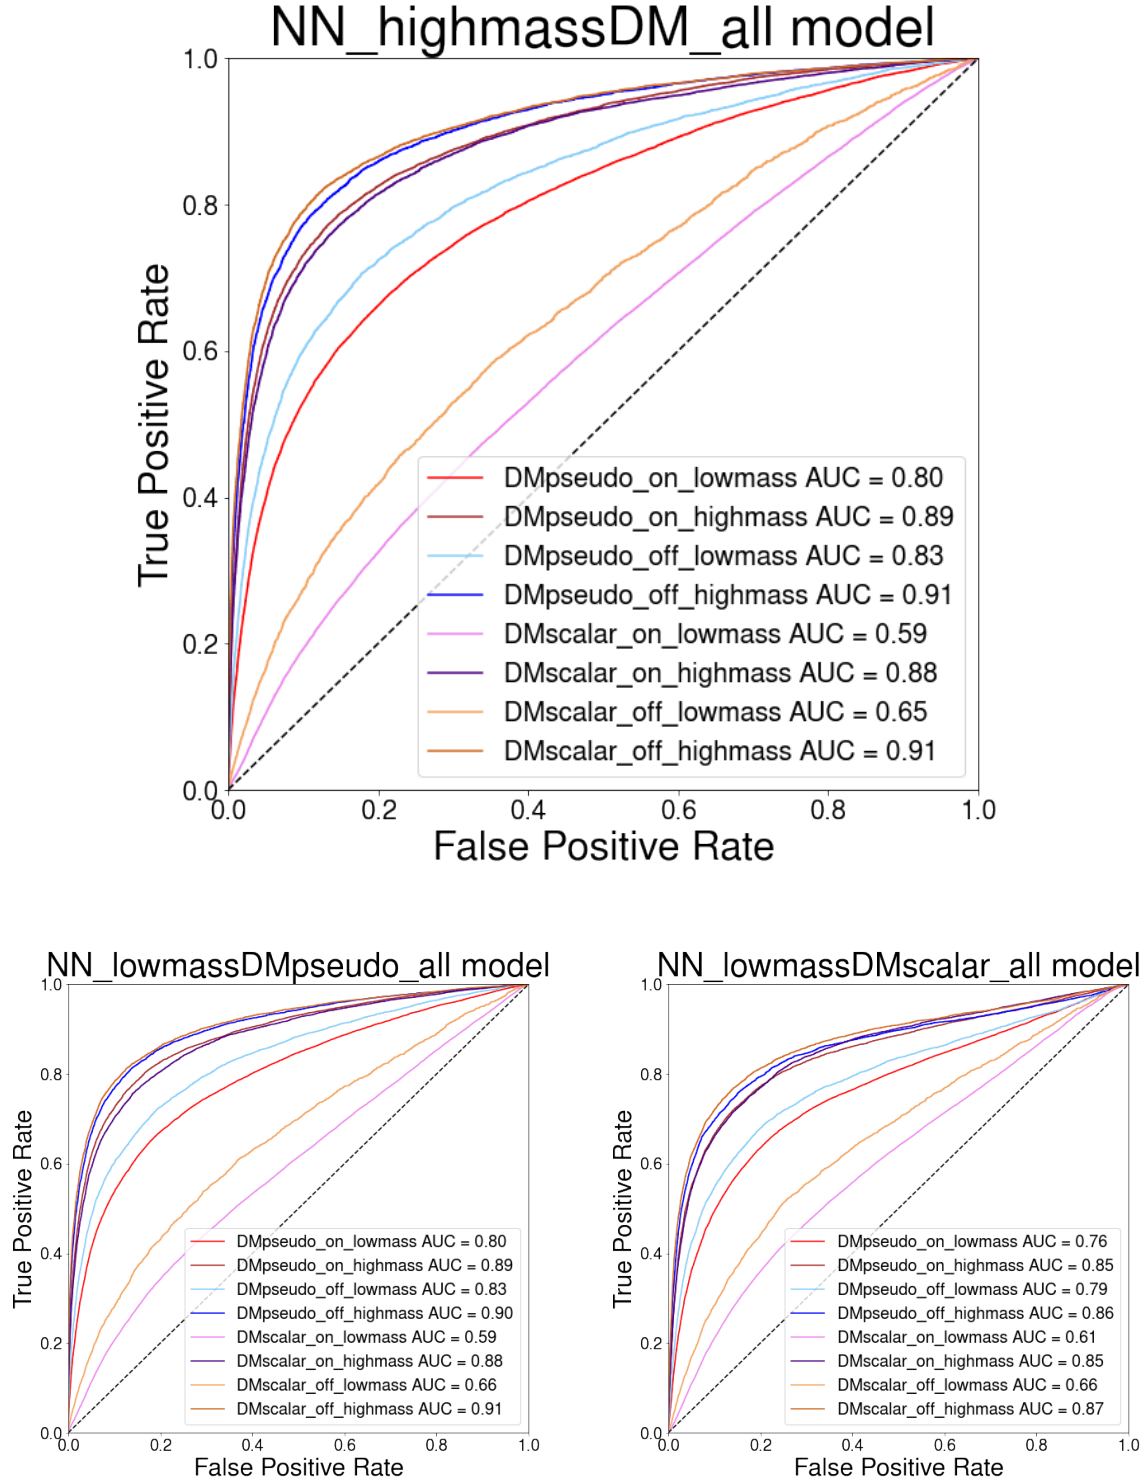 NN_highmassDM_all model
1.0
0.8
0.6
0.4
0.2
0.0
True Positive Rate
DMpseudo_on_lowmass AUC = 0.80
DMpseudo_on_highmass AUC = 0.89
DMpseudo_off_lowmass AUC = 0.83
DMpseudo_off_highmass AUC = 0.91
DMscalar_on_lowmass AUC = 0.59
DMscalar_on_highmass AUC = 0.88
DMscalar_off_lowmass AUC = 0.65
DMscalar_off_highmass AUC = 0.91
0.0 0.2 0.4 0.6 0.8 1.0
False Positive Rate
NN_lowmassDMpseudo_all model
1.0
0.8
0.6
0.4
0.2
0.0
True Positive Rate
DMpseudo_on_lowmass AUC = 0.80
DMpseudo_on_highmass AUC = 0.89
DMpseudo_off_lowmass AUC = 0.83
DMpseudo_off_highmass AUC = 0.90
DMscalar_on_lowmass AUC = 0.59
DMscalar_on_highmass AUC = 0.88
DMscalar_off_lowmass AUC = 0.66
DMscalar_off_highmass AUC = 0.91
0.0 0.2 0.4 0.6 0.8 1.0
False Positive Rate
NN_lowmassDMscalar_all model
1.0
0.8
0.6
0.4
0.2
0.0
True Positive Rate
DMpseudo_on_lowmass AUC = 0.76
DMpseudo_on_highmass AUC = 0.85
DMpseudo_off_lowmass AUC = 0.79
DMpseudo_off_highmass AUC = 0.86
DMscalar_on_lowmass AUC = 0.61
DMscalar_on_highmass AUC = 0.85
DMscalar_off_lowmass AUC = 0.66
DMscalar_off_highmass AUC = 0.87
0.0 0.2 0.4 0.6 0.8 1.0
False Positive Rate